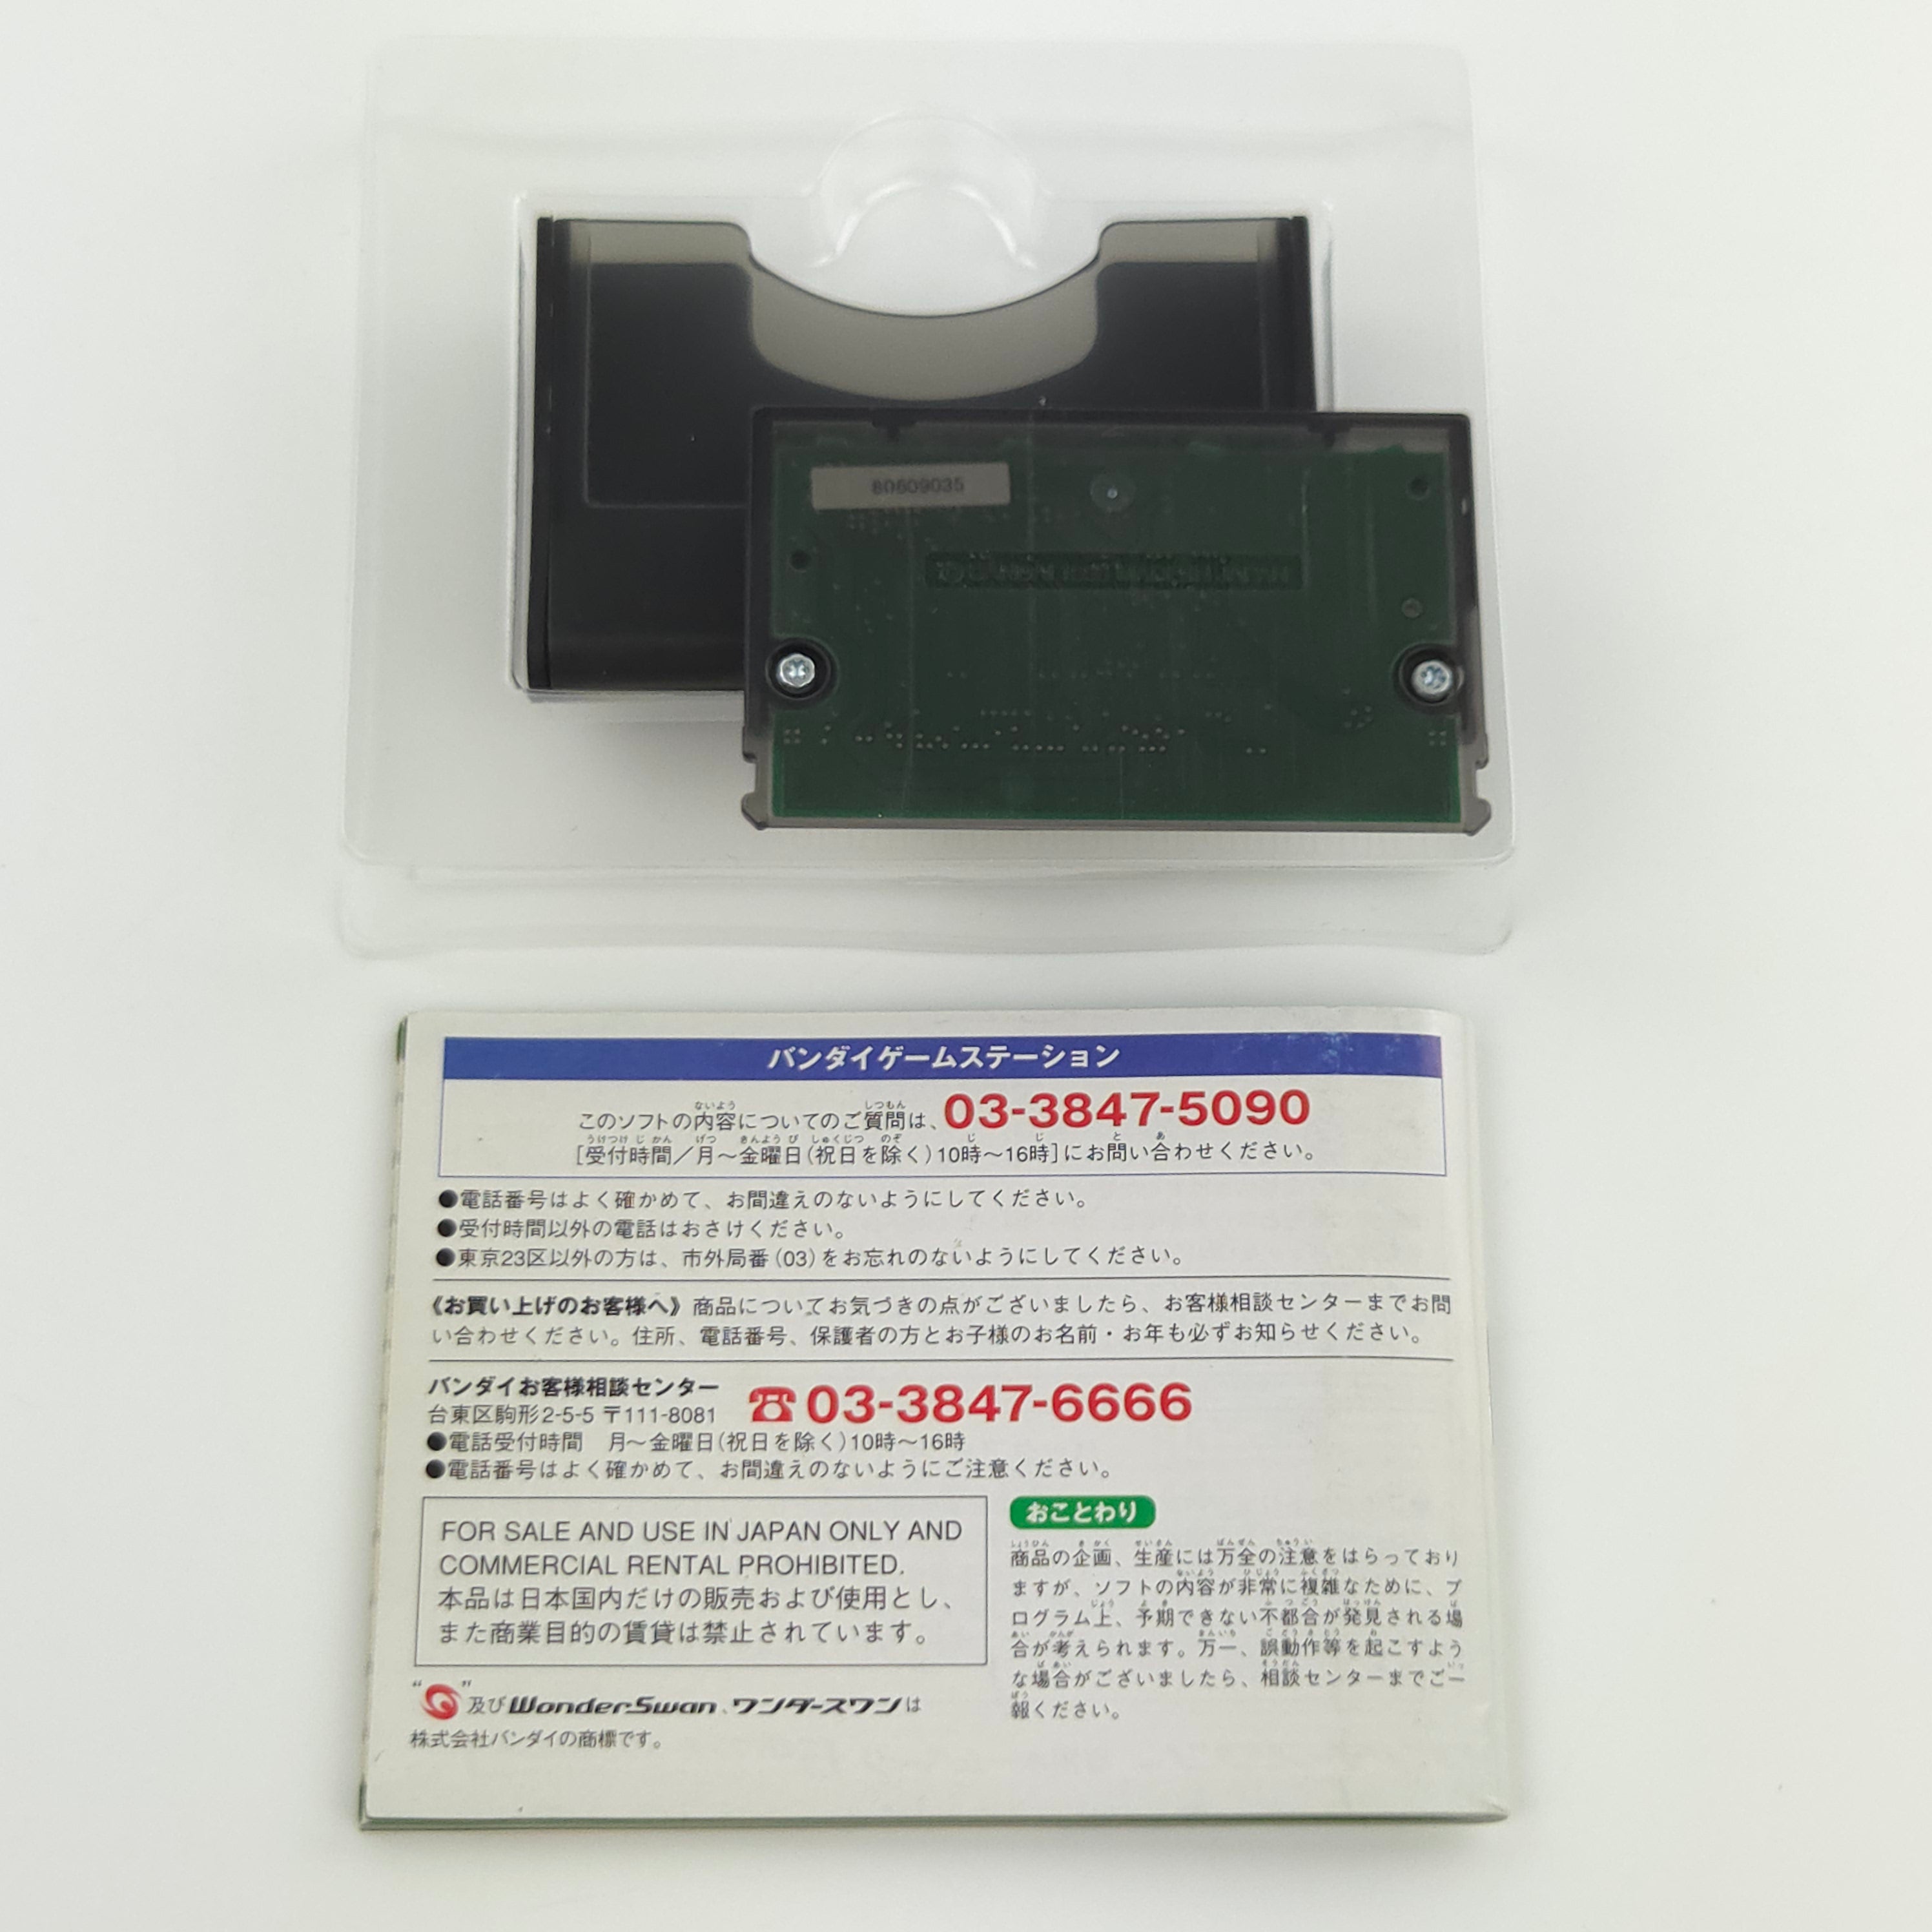 80609035
バンダイゲームステーション
このソフトの内容についてのご質問は、03-3847-5090
[受付時間／月～金曜日(祝日を除く)10時～16時]にお問い合わせください。
●電話番号はよく確かめて、お間違えのないようにしてください。
●受付時間以外の電話はおさけください。
●東京23区以外の方は、市外局番(03)をお忘れのないようにしてください。
《お買い上げのお客様へ》商品についてお気づきの点がございましたら、お客様相談センターまでお問
い合わせください。住所、電話番号、保護者の方とお子様のお名前・お年も必ずお知らせください。
バンダイお客様相談センター
台東区駒形2-5-5 〒111-8081
☎03-3847-6666
●電話受付時間　月～金曜日(祝日を除く)10時～16時
●電話番号はよく確かめて、お間違えのないようにご注意ください。
FOR SALE AND USE IN JAPAN ONLY AND
COMMERCIAL RENTAL PROHIBITED.
本品は日本国内だけの販売および使用とし、
また商業目的の賃貸は禁止されています。
“ ”及びWonderSwan、ワンダースワンは
株式会社バンダイの商標です。
おことわり
商品の企画、生産には万全の注意をはらっており
ますが、ソフトの内容が非常に複雑なために、プ
ログラム上、予期できない不都合が発見される場
合が考えられます。万一、誤動作等を起こすよう
な場合がございましたら、相談センターまでご一
報ください。